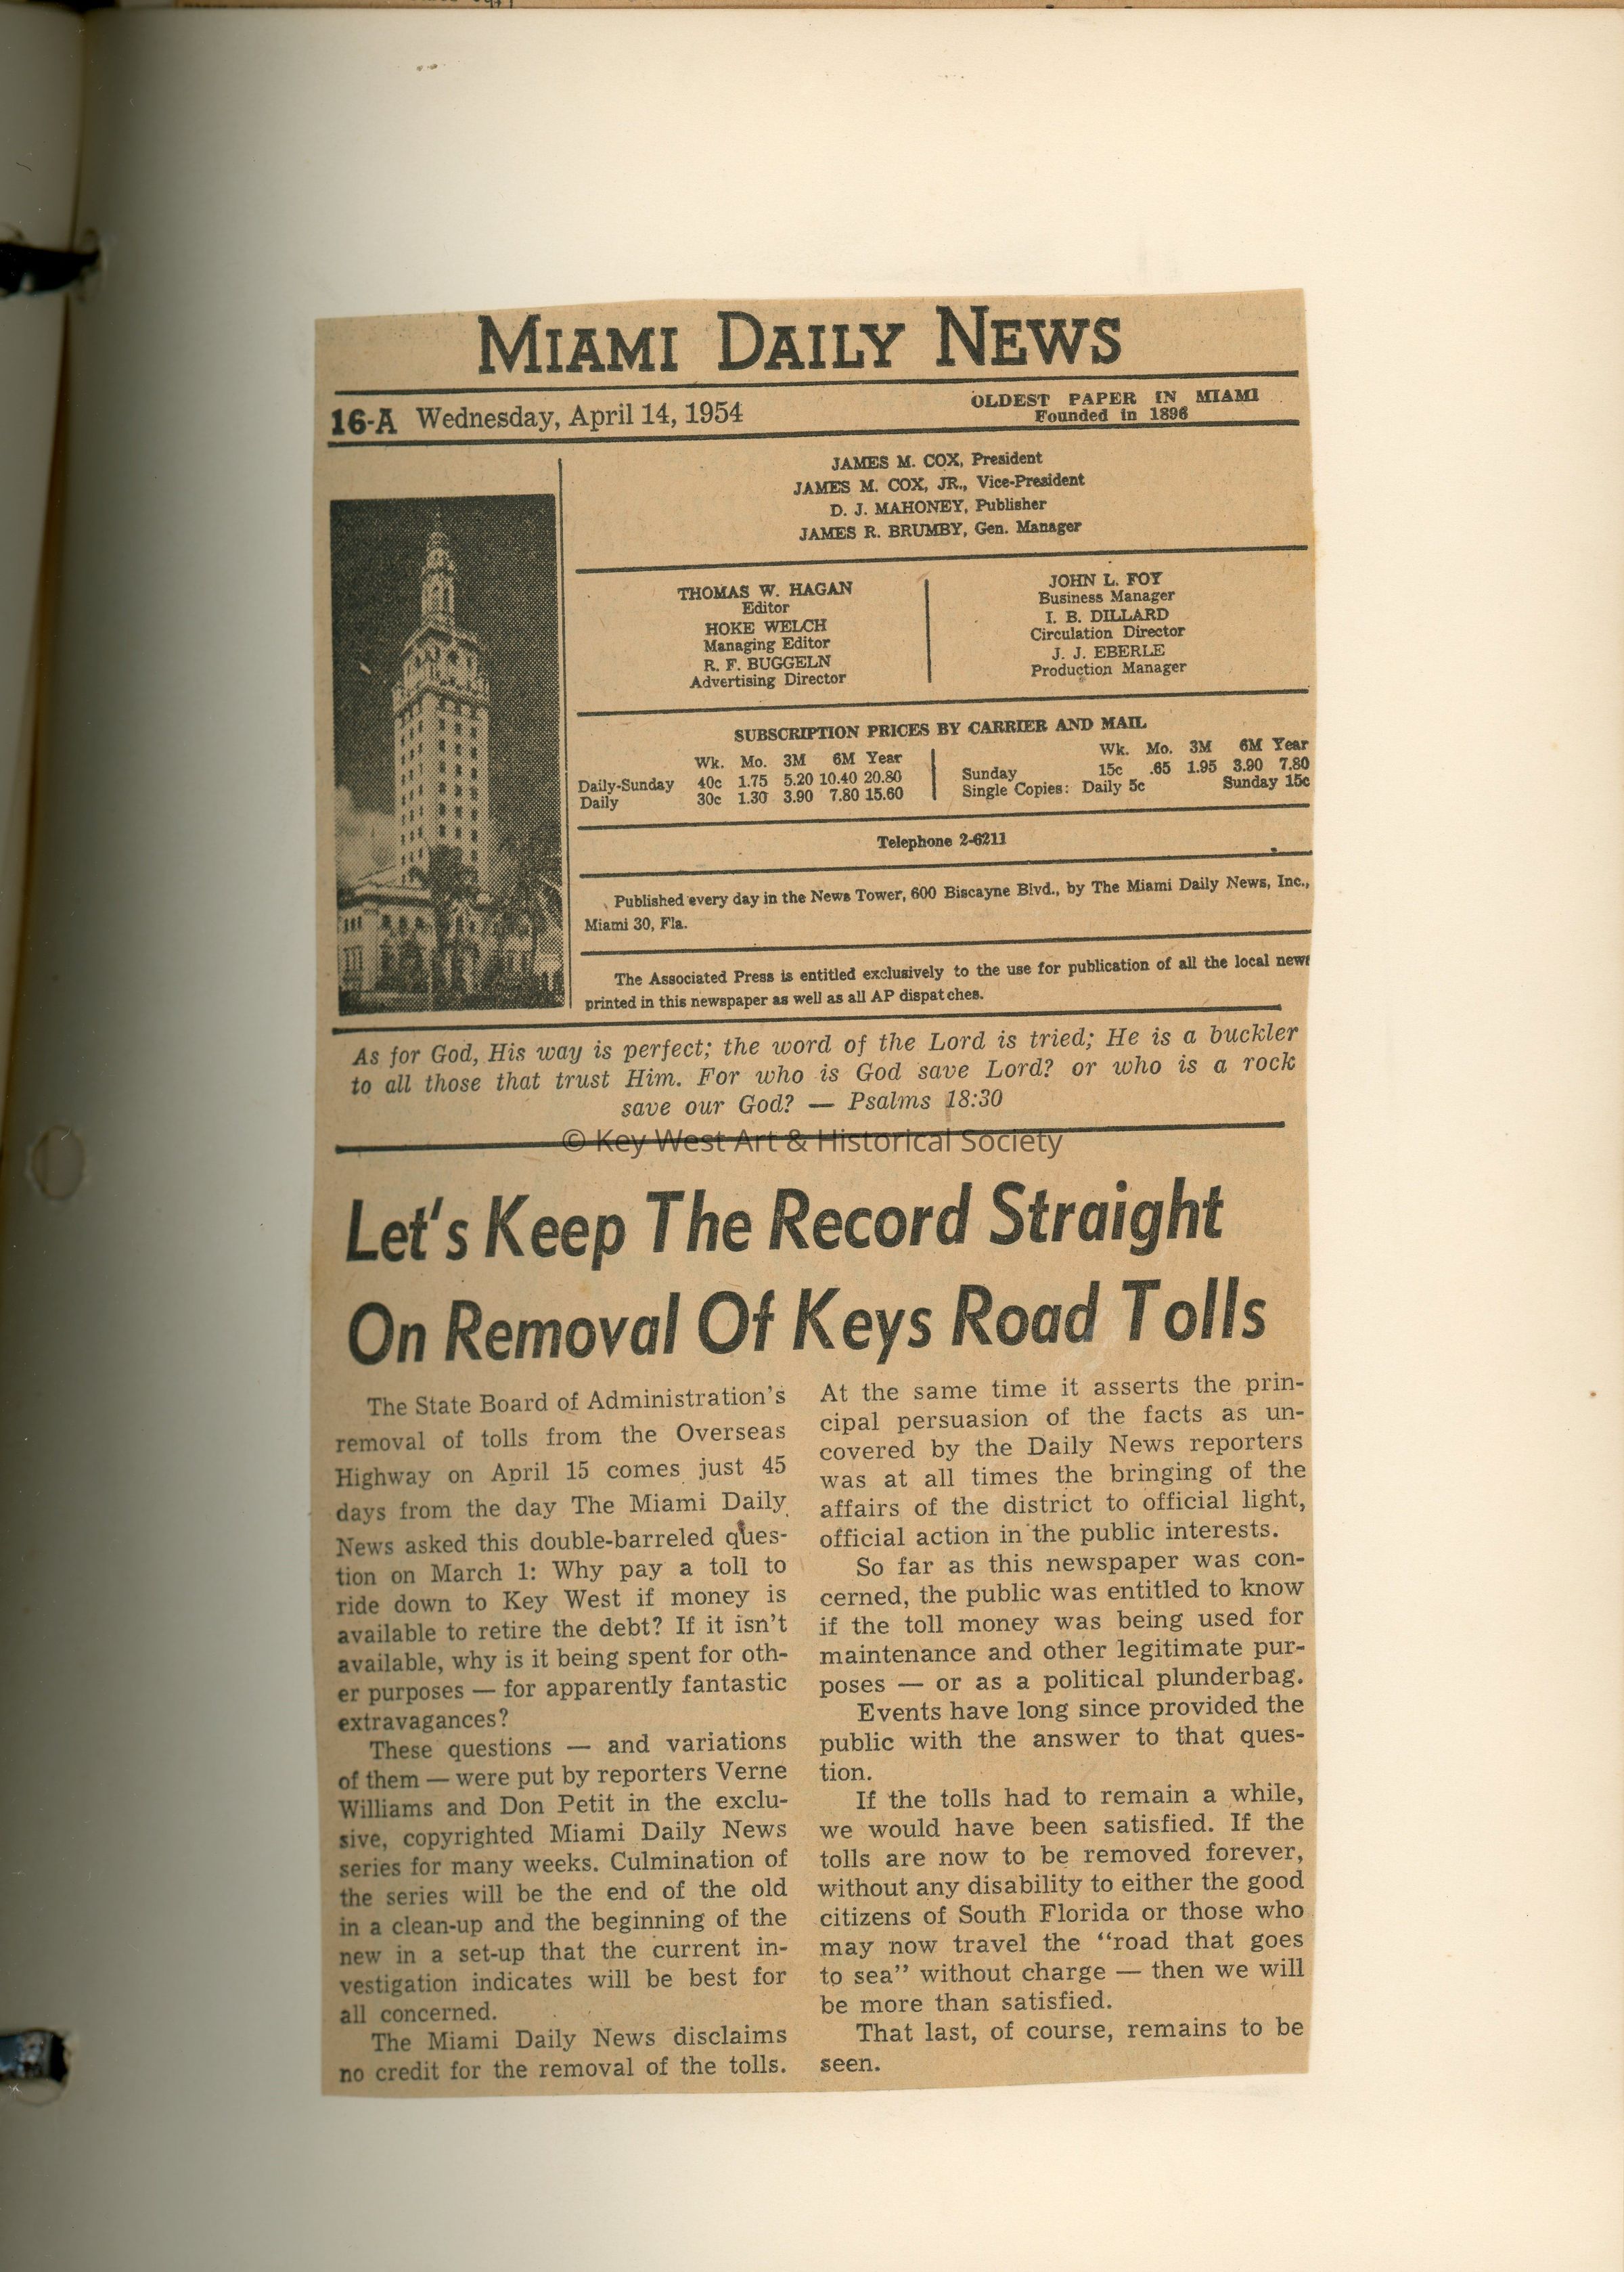 MIAMI DAILY NEWS
16-A Wednesday, April 14, 1954
OLDEST PAPER IN MIAMI
Founded in 1896
JAMES M. COX, President
JAMES M. COX, JR., Vice-President
D. J. MAHONEY, Publisher
JAMES R. BRUMBY, Gen. Manager
THOMAS W. HAGAN
Editor
HOKE WELCH
Managing Editor
R. F. BUGGELN
Advertising Director
JOHN L. FOY
Business Manager
I. B. DILLARD
Circulation Director
J. J. EBERLE
Production Manager
SUBSCRIPTION PRICES BY CARRIER AND MAIL
Wk. Mo. 3M 6M Year
Daily-Sunday 40c 1.75 5.20 10.40 20.80
Daily 30c 1.30 3.90 7.80 15.60
Wk. Mo. 3M 6M Year
Sunday 15c .65 1.95 3.90 7.80
Single Copies: Daily 5c Sunday 15c
Telephone 2-6211
Published every day in the News Tower, 600 Biscayne Blvd., by The Miami Daily News, Inc.,
Miami 30, Fla.
The Associated Press is entitled exclusively to the use for publication of all the local news
printed in this newspaper as well as all AP dispatches.
As for God, His way is perfect; the word of the Lord is tried; He is a buckler
to all those that trust Him. For who is God save Lord? or who is a rock
save our God? — Psalms 18:30
© Key West Art & Historical Society
Let's Keep The Record Straight
On Removal Of Keys Road Tolls
The State Board of Administration's
removal of tolls from the Overseas
Highway on April 15 comes just 45
days from the day The Miami Daily
News asked this double-barreled ques-
tion on March 1: Why pay a toll to
ride down to Key West if money is
available to retire the debt? If it isn't
available, why is it being spent for oth-
er purposes — for apparently fantastic
extravagances?
These questions — and variations
of them — were put by reporters Verne
Williams and Don Petit in the exclu-
sive, copyrighted Miami Daily News
series for many weeks. Culmination of
the series will be the end of the old
in a clean-up and the beginning of the
new in a set-up that the current in-
vestigation indicates will be best for
all concerned.
The Miami Daily News disclaims
no credit for the removal of the tolls.
At the same time it asserts the prin-
cipal persuasion of the facts as un-
covered by the Daily News reporters
was at all times the bringing of the
affairs of the district to official light,
official action in the public interests.
So far as this newspaper was con-
cerned, the public was entitled to know
if the toll money was being used for
maintenance and other legitimate pur-
poses — or as a political plunderbag.
Events have long since provided the
public with the answer to that ques-
tion.
If the tolls had to remain a while,
we would have been satisfied. If the
tolls are now to be removed forever,
without any disability to either the good
citizens of South Florida or those who
may now travel the "road that goes
to sea" without charge — then we will
be more than satisfied.
That last, of course, remains to be
seen.